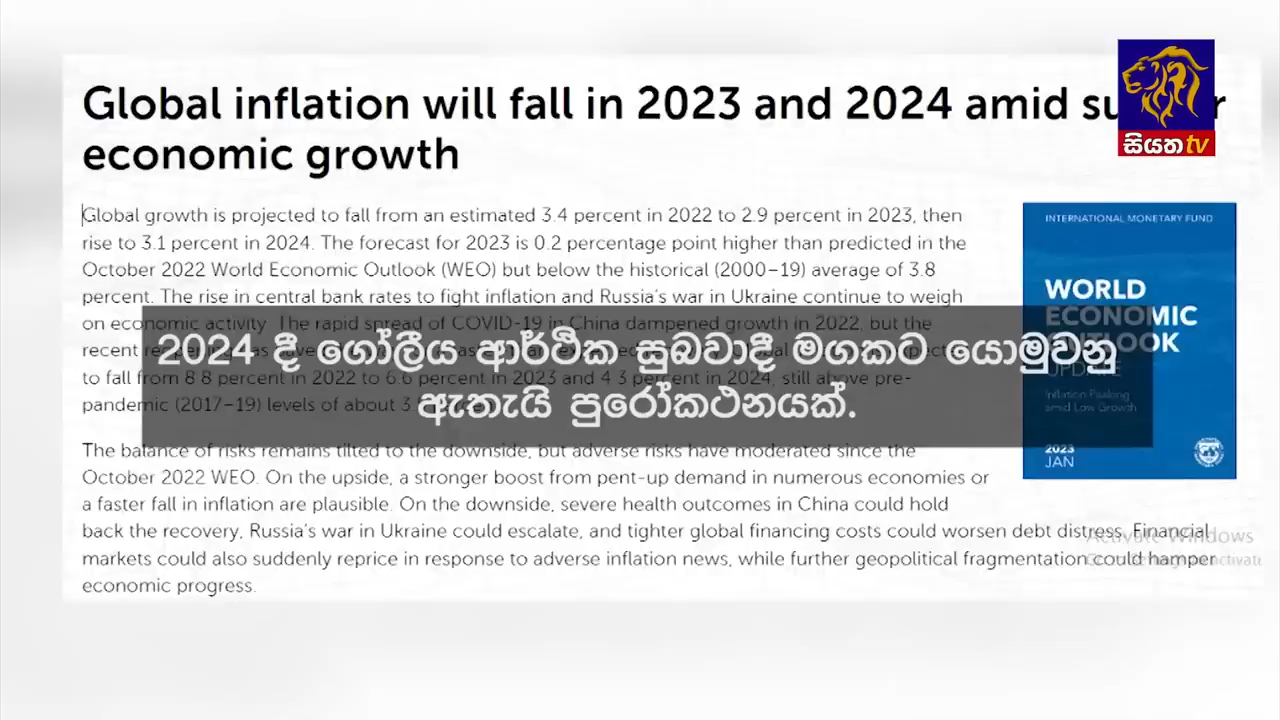 Global inflation will fall in 2023 and 2024 amid
economic growth
සියත tv
Global growth is projected to fall from an estimated 3.4 percent in 2022 to 2.9 percent in 2023, then
rise to 3.1 percent in 2024. The forecast for 2023 is 0.2 percentage point higher than predicted in the
October 2022 World Economic Outlook (WEO) but below the historical (2000–19) average of 3.8
percent. The rise in central bank rates to fight inflation and Russia's war in Ukraine continue to weigh
on economic activity. The rapid spread of COVID-19 in China dampened growth in 2022, but the
recent
to fall from 8.8 percent in 2022 to 6.6 percent in 2023 and 4.3 percent in 2024, still above pre-
pandemic (2017–19) levels of about
2024 දී ගෝලීය ආර්ථික සුබවාදී මගකට යොමුවනු
ඇතැයි පුරෝකථනයක්.
The balance of risks remains tilted to the downside, but adverse risks have moderated since the
October 2022 WEO. On the upside, a stronger boost from pent-up demand in numerous economies or
a faster fall in inflation are plausible. On the downside, severe health outcomes in China could hold
back the recovery, Russia's war in Ukraine could escalate, and tighter global financing costs could worsen debt distress. Financial
markets could also suddenly reprice in response to adverse inflation news, while further geopolitical fragmentation could hamper
economic progress.
INTERNATIONAL MONETARY FUND
WORLD
ECONOMIC
OUTLOOK
UPDATE
Inflation Peaking
amid Low Growth
2023
JAN
Activate Windows